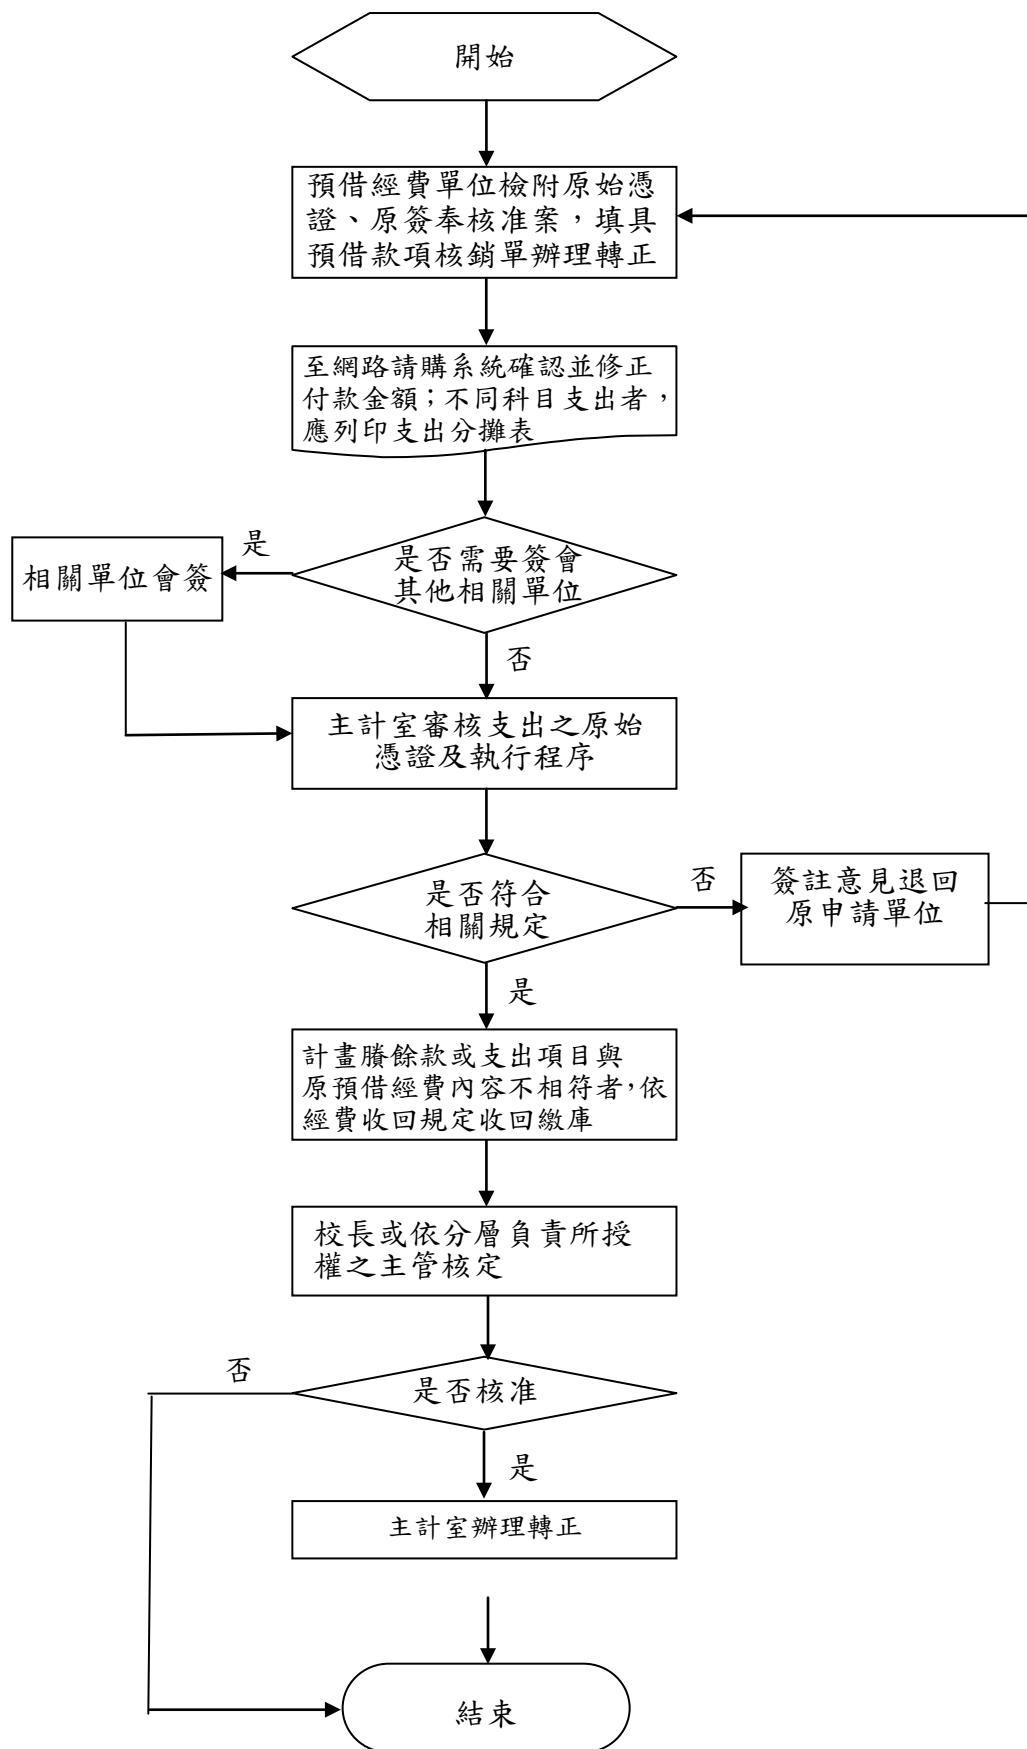 開始
預借經費單位檢附原始憑
證、原簽奉核准案，填具
預借款項核銷單辦理轉正
至網路請購系統確認並修正
付款金額；不同科目支出者，
應列印支出分攤表
是否需要簽會
其他相關單位
是
相關單位會簽
否
主計室審核支出之原始
憑證及執行程序
是否符合
相關規定
否
簽註意見退回
原申請單位
是
計畫賸餘款或支出項目與
原預借經費內容不相符者，依
經費收回規定收回繳庫
校長或依分層負責所授
權之主管核定
是否核准
否
是
主計室辦理轉正
結束